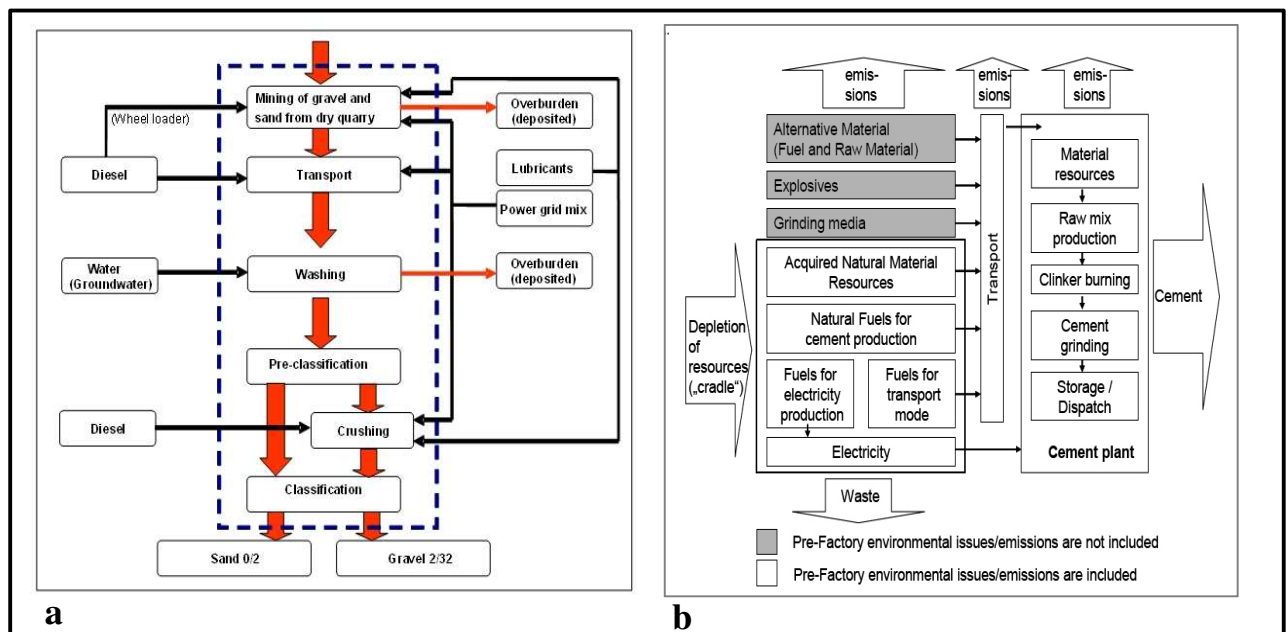 Mining of gravel and
sand from dry quarry
Overburden
(deposited)
(Wheel loader)
Diesel
Transport
Lubricants
Power grid mix
Water
(Groundwater)
Washing
Overburden
(deposited)
Pre-classification
Diesel
Crushing
Classification
Sand 0/2
Gravel 2/32
a
emis-
sions
emis-
sions
emis-
sions
Alternative Material
(Fuel and Raw Material)
Explosives
Grinding media
Acquired Natural Material
Resources
Natural Fuels for
cement production
Fuels for
electricity
production
Fuels for
transport
mode
Electricity
Depletion
of
resources
(„cradle“)
Transport
Material
resources
Raw mix
production
Clinker burning
Cement
grinding
Storage /
Dispatch
Cement plant
Cement
Waste
Pre-Factory environmental issues/emissions are not included
Pre-Factory environmental issues/emissions are included
b